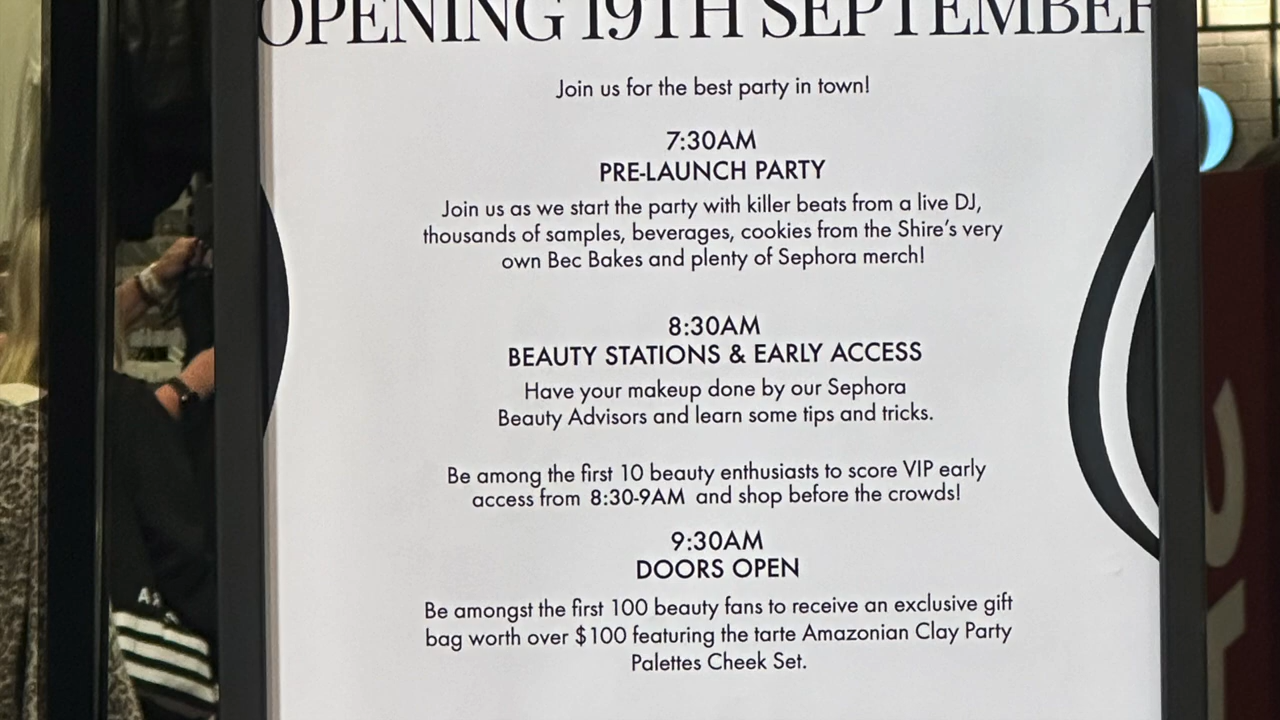 OPENING 19TH SEPTEMBER
Join us for the best party in town!
7:30AM
PRE-LAUNCH PARTY
Join us as we start the party with killer beats from a live DJ,
thousands of samples, beverages, cookies from the Shire's very
own Bec Bakes and plenty of Sephora merch!
8:30AM
BEAUTY STATIONS & EARLY ACCESS
Have your makeup done by our Sephora
Beauty Advisors and learn some tips and tricks.
Be among the first 10 beauty enthusiasts to score VIP early
access from 8:30-9AM and shop before the crowds!
9:30AM
DOORS OPEN
Be amongst the first 100 beauty fans to receive an exclusive gift
bag worth over $100 featuring the tarte Amazonian Clay Party
Palettes Cheek Set.